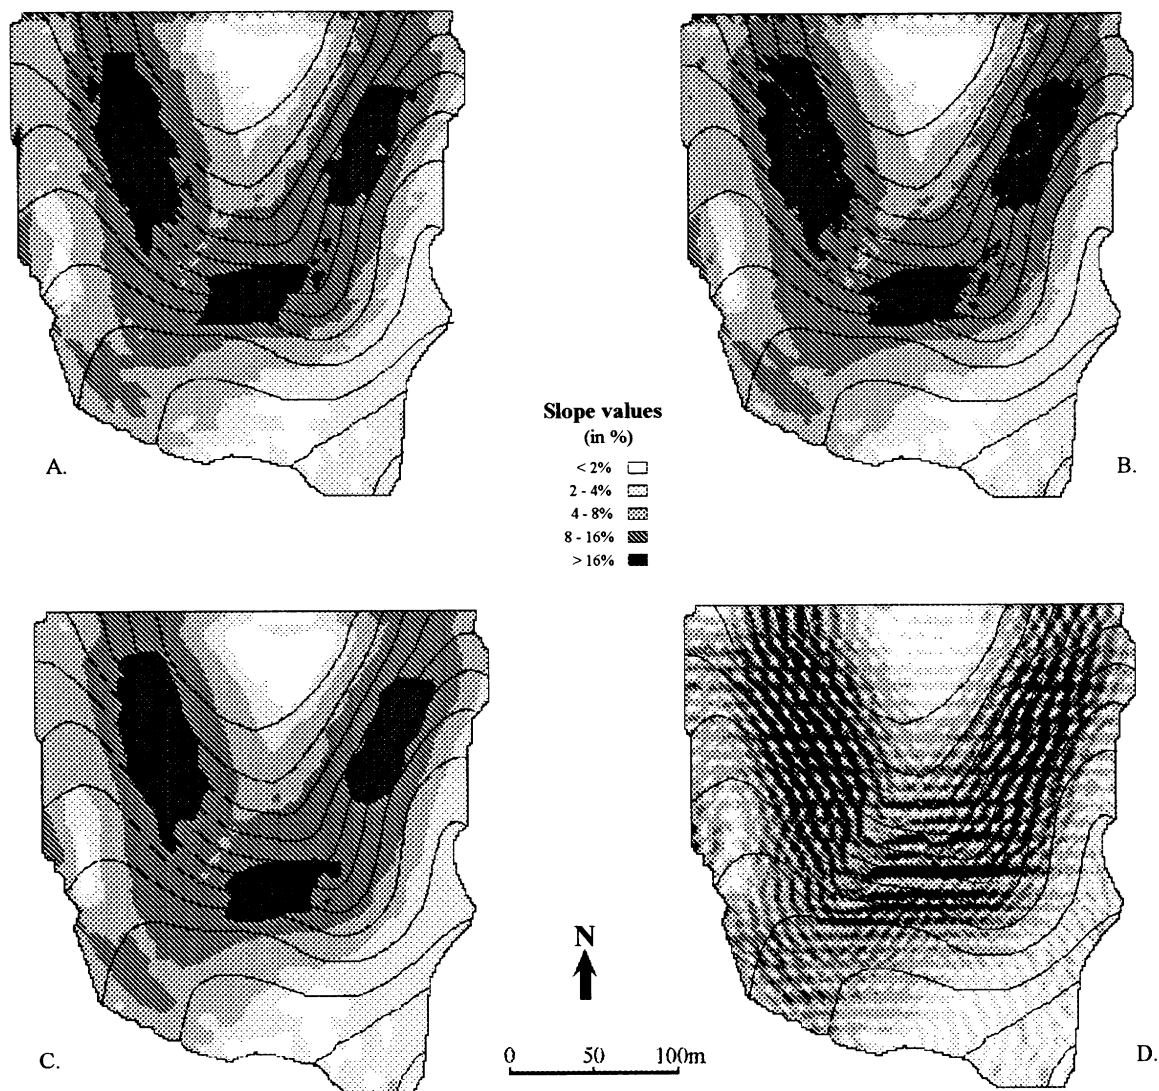 Slope values
(in %)
< 2%
2 - 4%
4 - 8%
8 - 16%
> 16%
A.
B.
N
0 50 100m
C.
D.